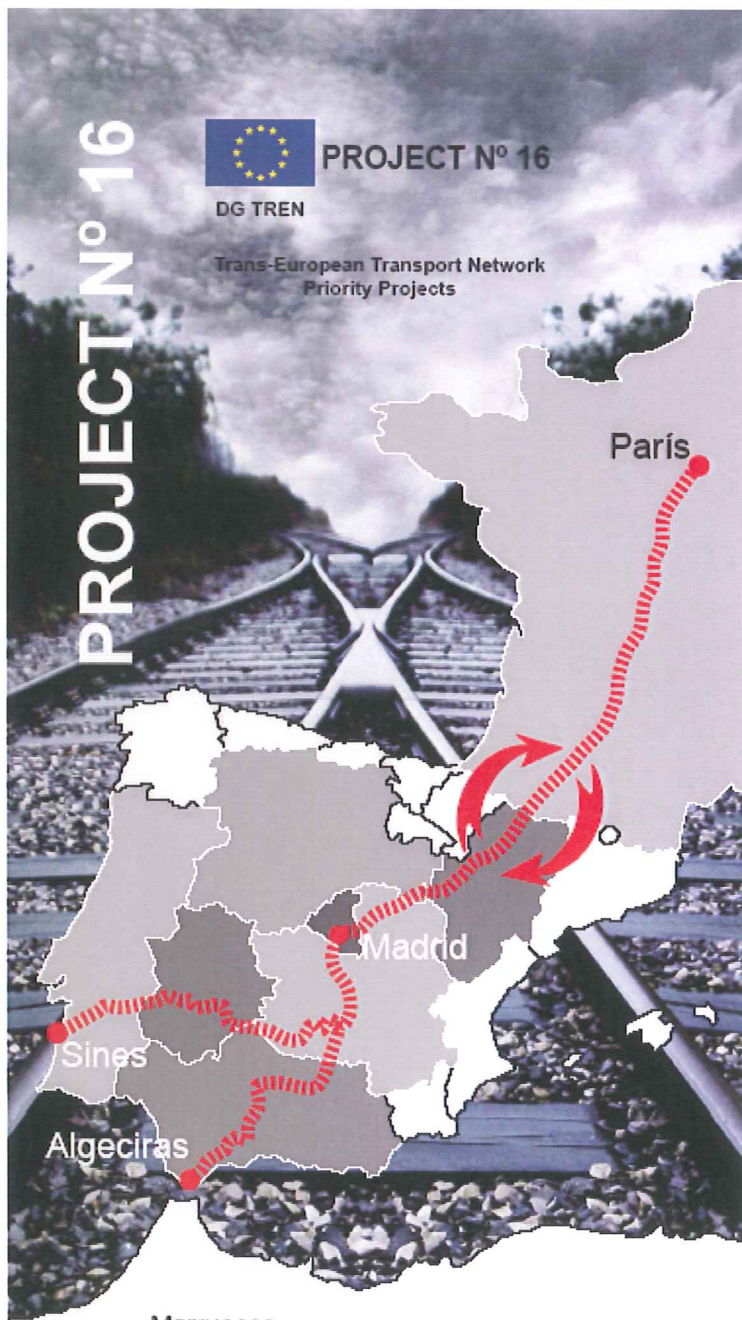 PROJECT Nº 16
PROJECT Nº 16
DG TREN
Trans-European Transport Network
Priority Projects
París
Madrid
Sines
Algeciras